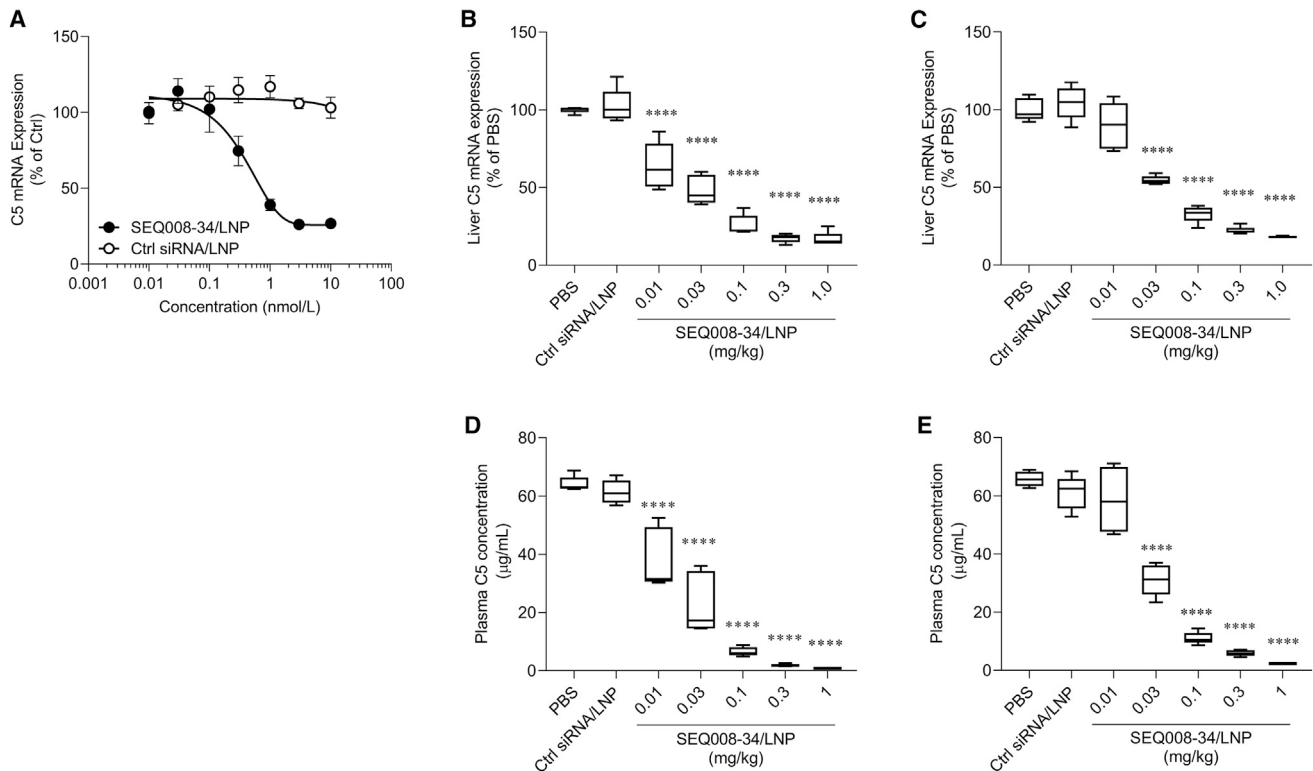 A
C5 mRNA Expression
(% of Ctrl)
150
100
50
0
0.001
0.01
0.1
1
10
100
Concentration (nmol/L)
SEQ008-34/LNP
Ctrl siRNA/LNP
B
Liver C5 mRNA expression
(% of PBS)
150
100
50
0
****
****
****
****
****
PBS
Ctrl siRNA/LNP
0.01
0.03
0.1
0.3
1.0
SEQ008-34/LNP
(mg/kg)
C
Liver C5 mRNA Expression
(% of PBS)
150
100
50
0
****
****
****
****
PBS
Ctrl siRNA/LNP
0.01
0.03
0.1
0.3
1.0
SEQ008-34/LNP
(mg/kg)
D
Plasma C5 concentration
(μg/mL)
80
60
40
20
0
****
****
****
****
****
PBS
Ctrl siRNA/LNP
0.01
0.03
0.1
0.3
1
SEQ008-34/LNP
(mg/kg)
E
Plasma C5 concentration
(μg/mL)
80
60
40
20
0
****
****
****
****
PBS
Ctrl siRNA/LNP
0.01
0.03
0.1
0.3
1
SEQ008-34/LNP
(mg/kg)